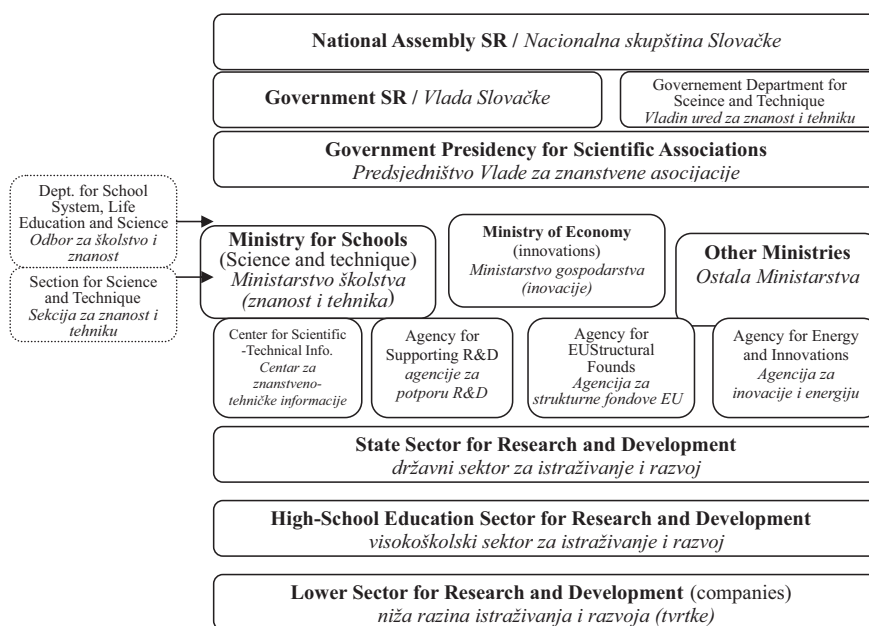 National Assembly SR / Nacionalna skupština Slovačke
Government SR / Vlada Slovačke
Governement Department for
Sceince and Technique
Vladin ured za znanost i tehniku
Government Presidency for Scientific Associations
Predsjedništvo Vlade za znanstvene asocijacije
Dept. for School
System, Life
Education and Science
Odbor za školstvo i
znanost
Section for Science
and Technique
Sekcija za znanost i
tehniku
Ministry for Schools
(Science and technique)
Ministarstvo školstva
(znanost i tehnika)
Ministry of Economy
(innovations)
Ministarstvo gospodarstva
(inovacije)
Other Ministries
Ostala Ministarstva
Center for Scientific
-Technical Info.
Centar za
znanstveno-
tehničke informacije
Agency for
Supporting R&D
agencije za
potporu R&D
Agency for
EUStructural
Founds
Agencija za
strukturne fondove EU
Agency for Energy
and Innovations
Agencija za
inovacije i energiju
State Sector for Research and Development
državni sektor za istraživanje i razvoj
High-School Education Sector for Research and Development
visokoškolski sektor za istraživanje i razvoj
Lower Sector for Research and Development (companies)
niža razina istraživanja i razvoja (tvrtke)